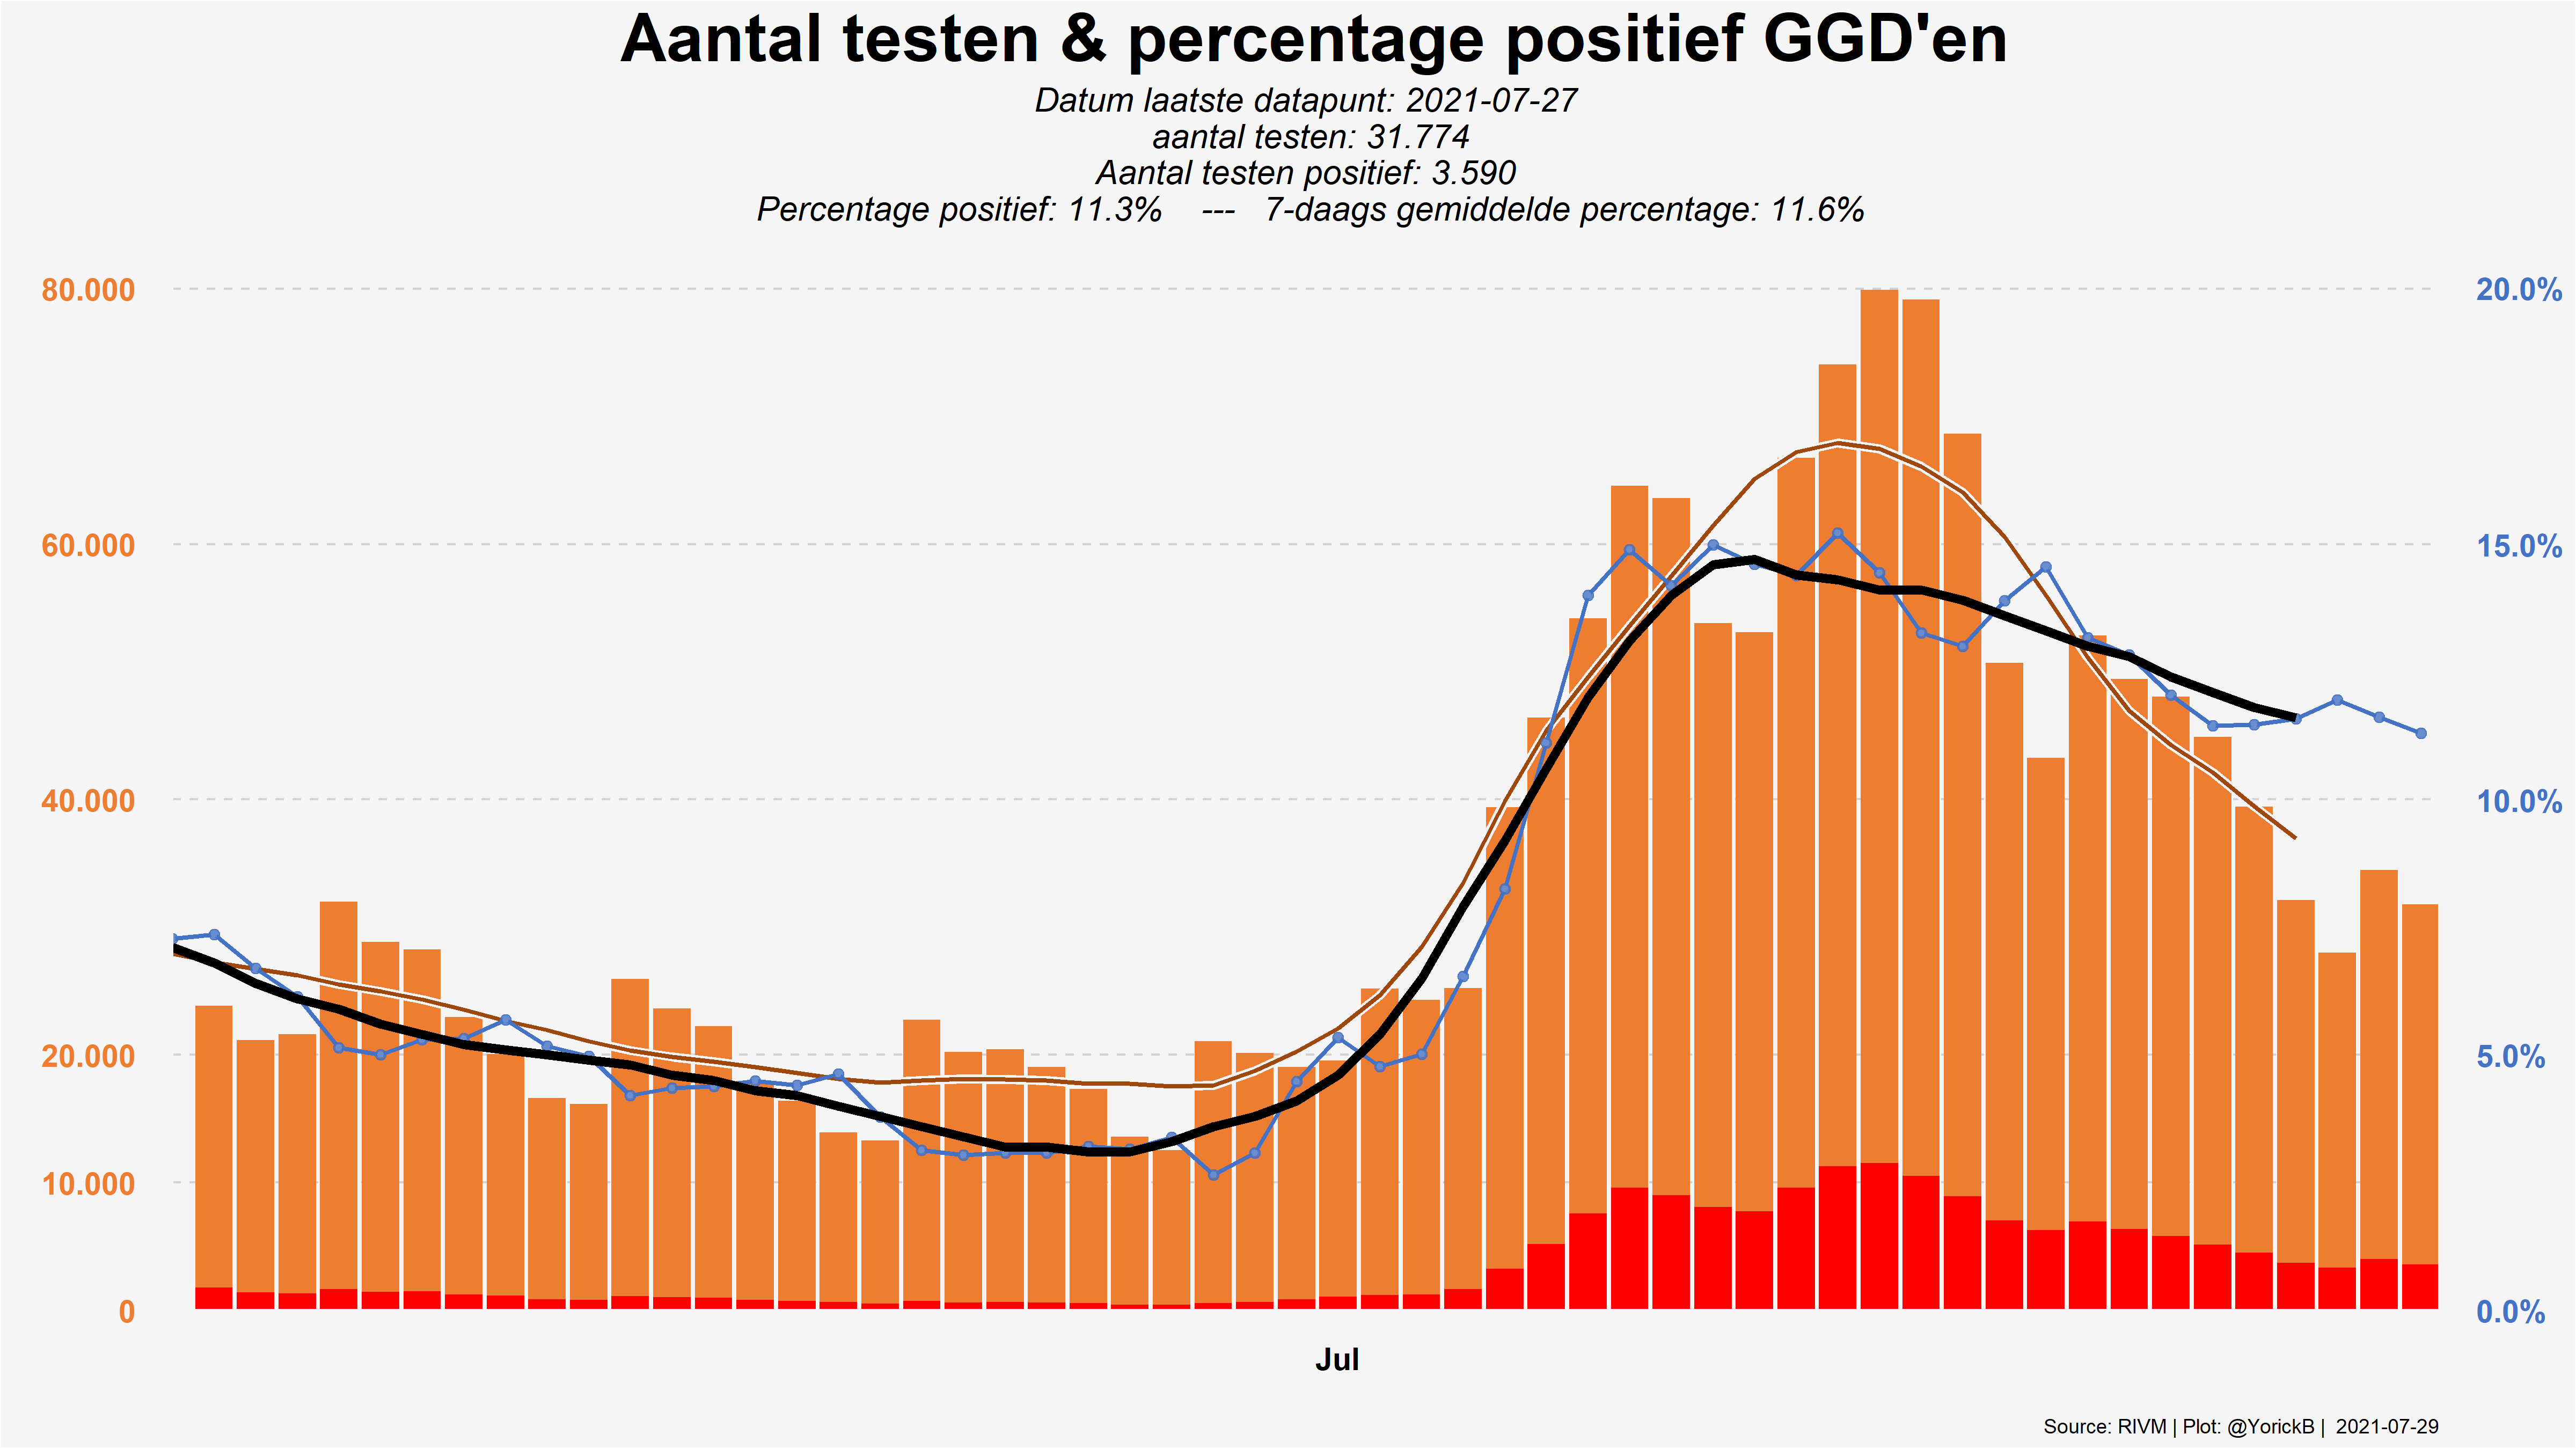 Aantal testen & percentage positief GGD'en
Datum laatste datapunt: 2021-07-27
aantal testen: 31.774
Aantal testen positief: 3.590
Percentage positief: 11.3% --- 7-daags gemiddelde percentage: 11.6%
80.000
60.000
40.000
20.000
10.000
0
20.0%
15.0%
10.0%
5.0%
0.0%
Jul
Source: RIVM | Plot: @YorickB | 2021-07-29